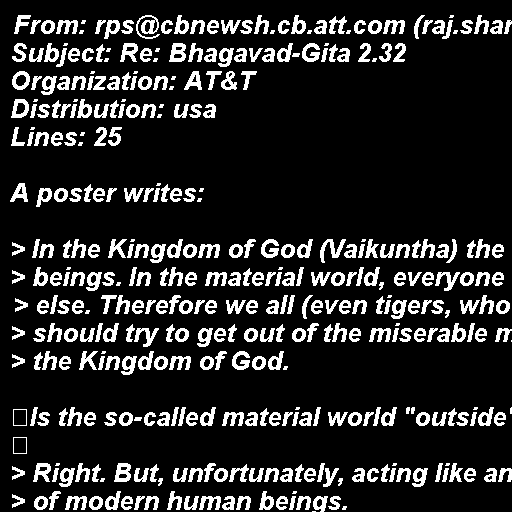 From: rps@cbnewsh.cb.att.com (raj.shar
Subject: Re: Bhagavad-Gita 2.32
Organization: AT&T
Distribution: usa
Lines: 25
A poster writes:
> In the Kingdom of God (Vaikuntha) the
> beings. In the material world, everyone
> else. Therefore we all (even tigers, who
> should try to get out of the miserable m
> the Kingdom of God.
Is the so-called material world "outside"
> Right. But, unfortunately, acting like an
> of modern human beings.